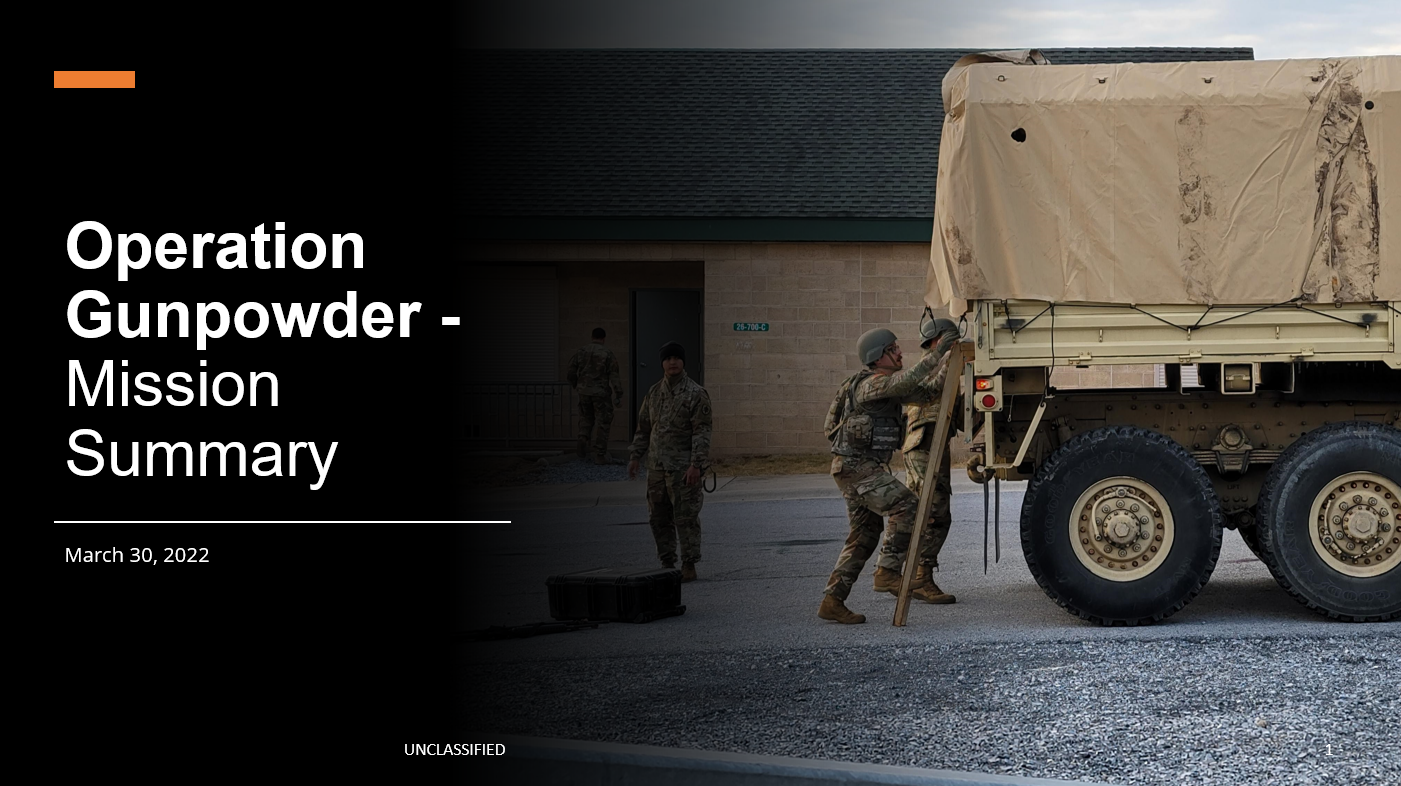 Operation
Gunpowder -
Mission
Summary
March 30, 2022
26-706-C
UNCLASSIFIED
1